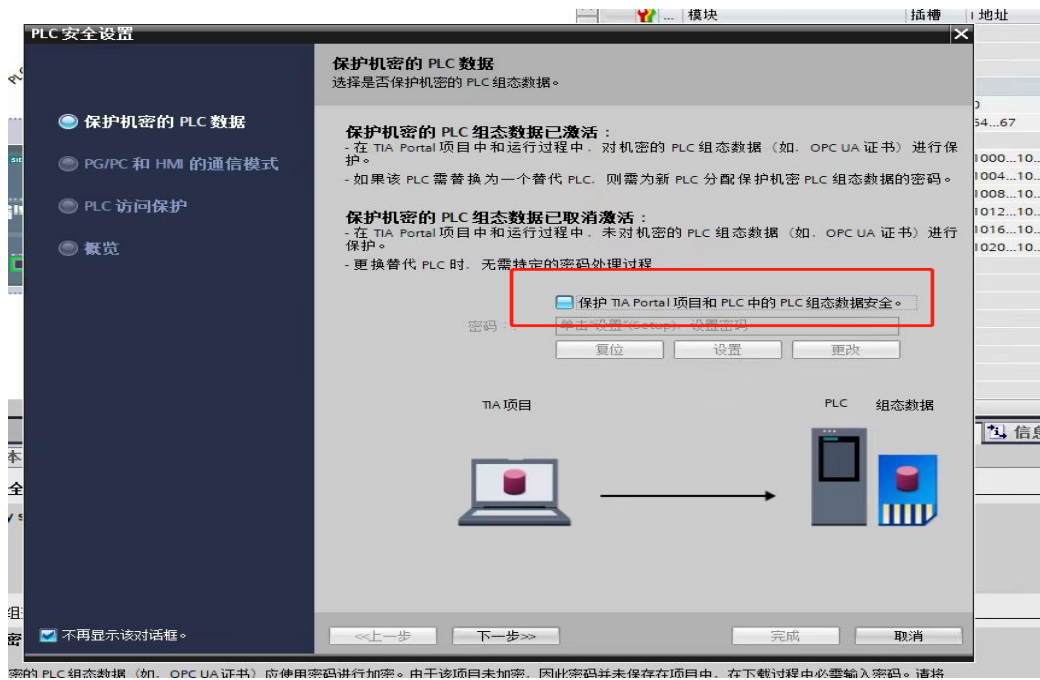 模块
插槽
地址
PLC 安全设置
保护机密的 PLC 数据
选择是否保护机密的 PLC 组态数据。
保护机密的 PLC 数据
PG/PC 和 HMI 的通信模式
PLC 访问保护
概览
保护机密的 PLC 组态数据已激活：
- 在 TIA Portal 项目中和运行过程中，对机密的 PLC 组态数据（如，OPC UA 证书）进行保
护。
- 如果该 PLC 需替换为一个替代 PLC，则需为新 PLC 分配保护机密 PLC 组态数据的密码。
保护机密的 PLC 组态数据已取消激活：
- 在 TIA Portal 项目中和运行过程中，未对机密的 PLC 组态数据（如，OPC UA 证书）进行
保护。
- 更换替代 PLC 时，无需特定的密码处理过程
保护 TIA Portal 项目和 PLC 中的 PLC 组态数据安全。
密码：
单击"设置"(Setup)，设置密码
复位
设置
更改
TIA 项目
PLC
组态数据
54...67
1000...10...
1004...10...
1008...10...
1012...10...
1016...10...
1020...10...
不再显示该对话框。
<<上一步
下一步>>
完成
取消
密的 PLC 组态数据（如，OPC UA 证书）应使用密码进行加密。由于该项目未加密，因此密码并未保存在项目中，在下载过程中必需输入密码。请将